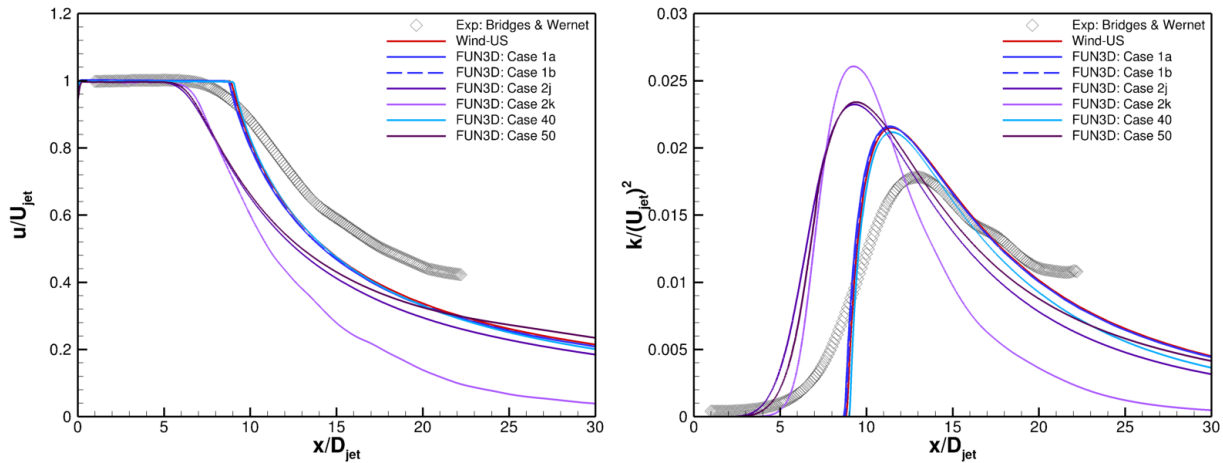 1.2
1
0.8
0.6
0.4
0.2
0
0 5 10 15 20 25 30
u/U_jet
x/D_jet
Exp: Bridges & Wernet
Wind-US
FUN3D: Case 1a
FUN3D: Case 1b
FUN3D: Case 2j
FUN3D: Case 2k
FUN3D: Case 40
FUN3D: Case 50
0.03
0.025
0.02
0.015
0.01
0.005
0
0 5 10 15 20 25 30
k/(U_jet)^2
x/D_jet
Exp: Bridges & Wernet
Wind-US
FUN3D: Case 1a
FUN3D: Case 1b
FUN3D: Case 2j
FUN3D: Case 2k
FUN3D: Case 40
FUN3D: Case 50